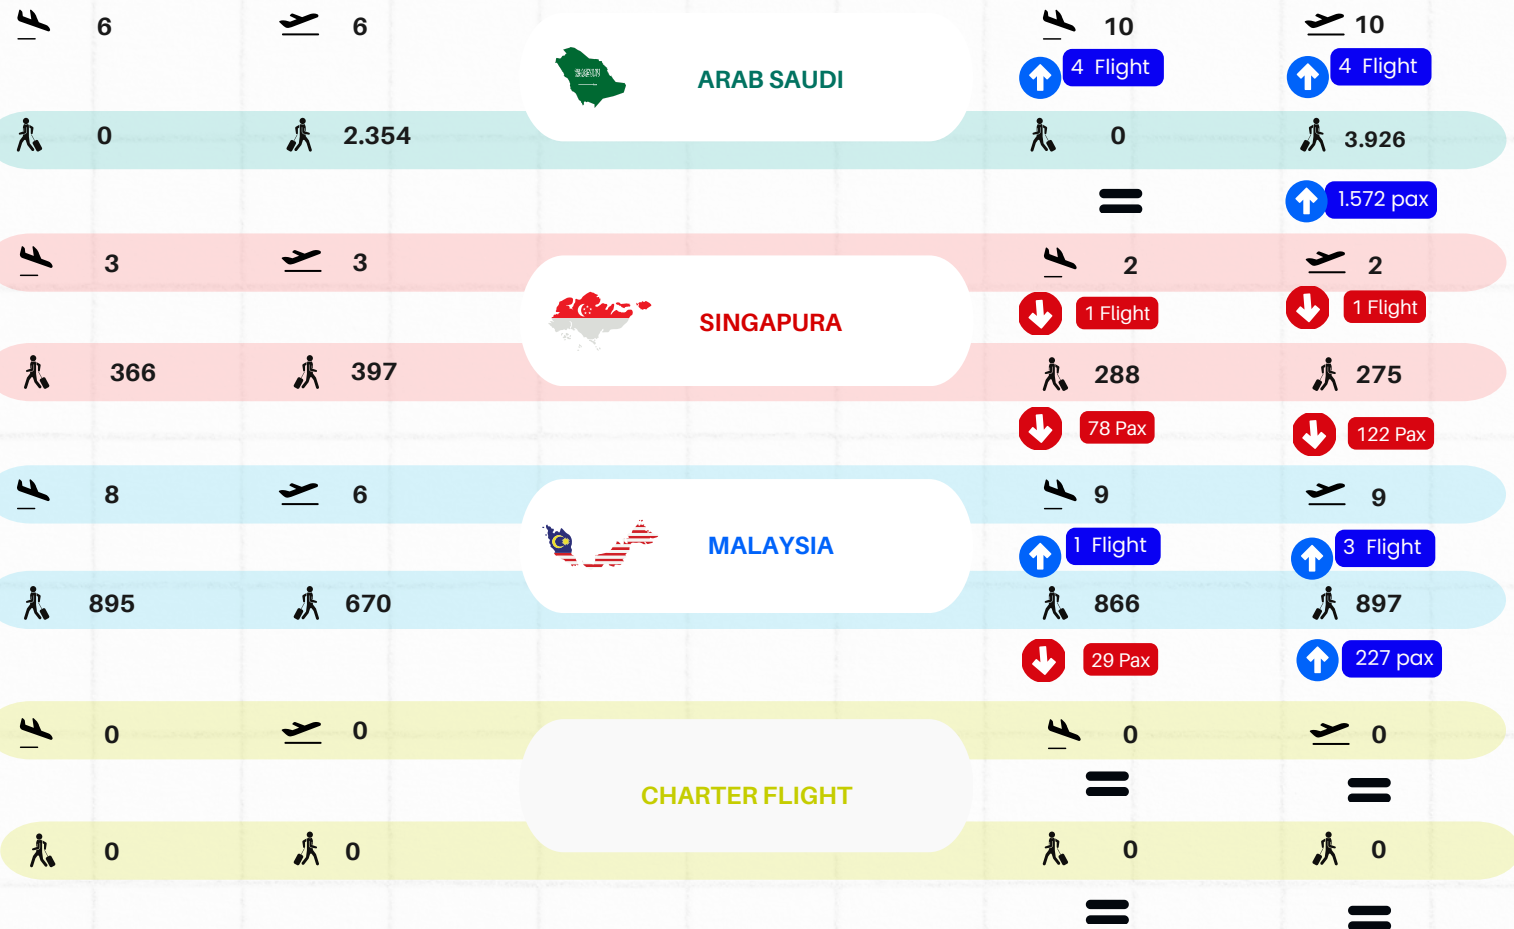 6 6 10 10
4 Flight 4 Flight
ARAB SAUDI
0 2.354 0 3.926
1.572 pax
3 3 2 2
1 Flight 1 Flight
SINGAPURA
366 397 288 275
78 Pax 122 Pax
8 6 9 9
1 Flight 3 Flight
MALAYSIA
895 670 866 897
29 Pax 227 pax
0 0 0 0
CHARTER FLIGHT
0 0 0 0